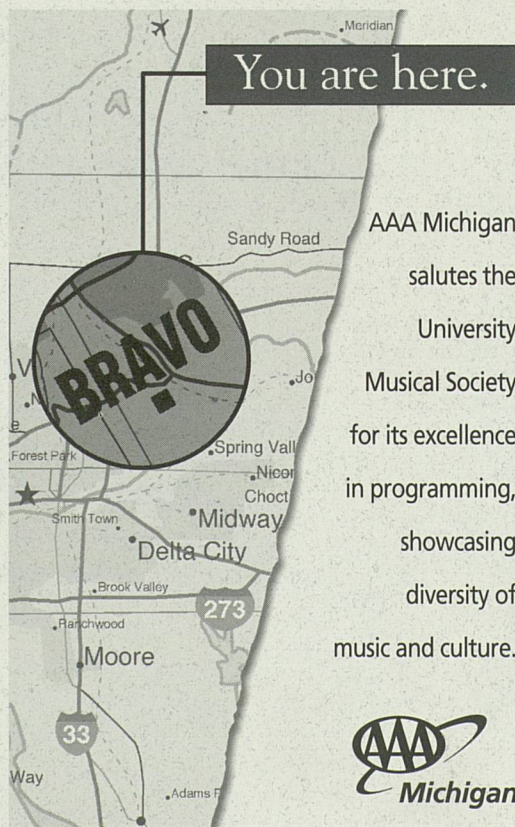 Meridian
You are here.
Sandy Road
AAA Michigan
salutes the
University
Musical Society
for its excellence
in programming,
showcasing
diversity of
music and culture.
BRAVO
Jo
Forest Park
Spring Vall
Nicor
Choct
Smith Town
Midway
Delta City
Brook Valley
273
Ranchwood
Moore
33
Way
Adams
AAA
Michigan